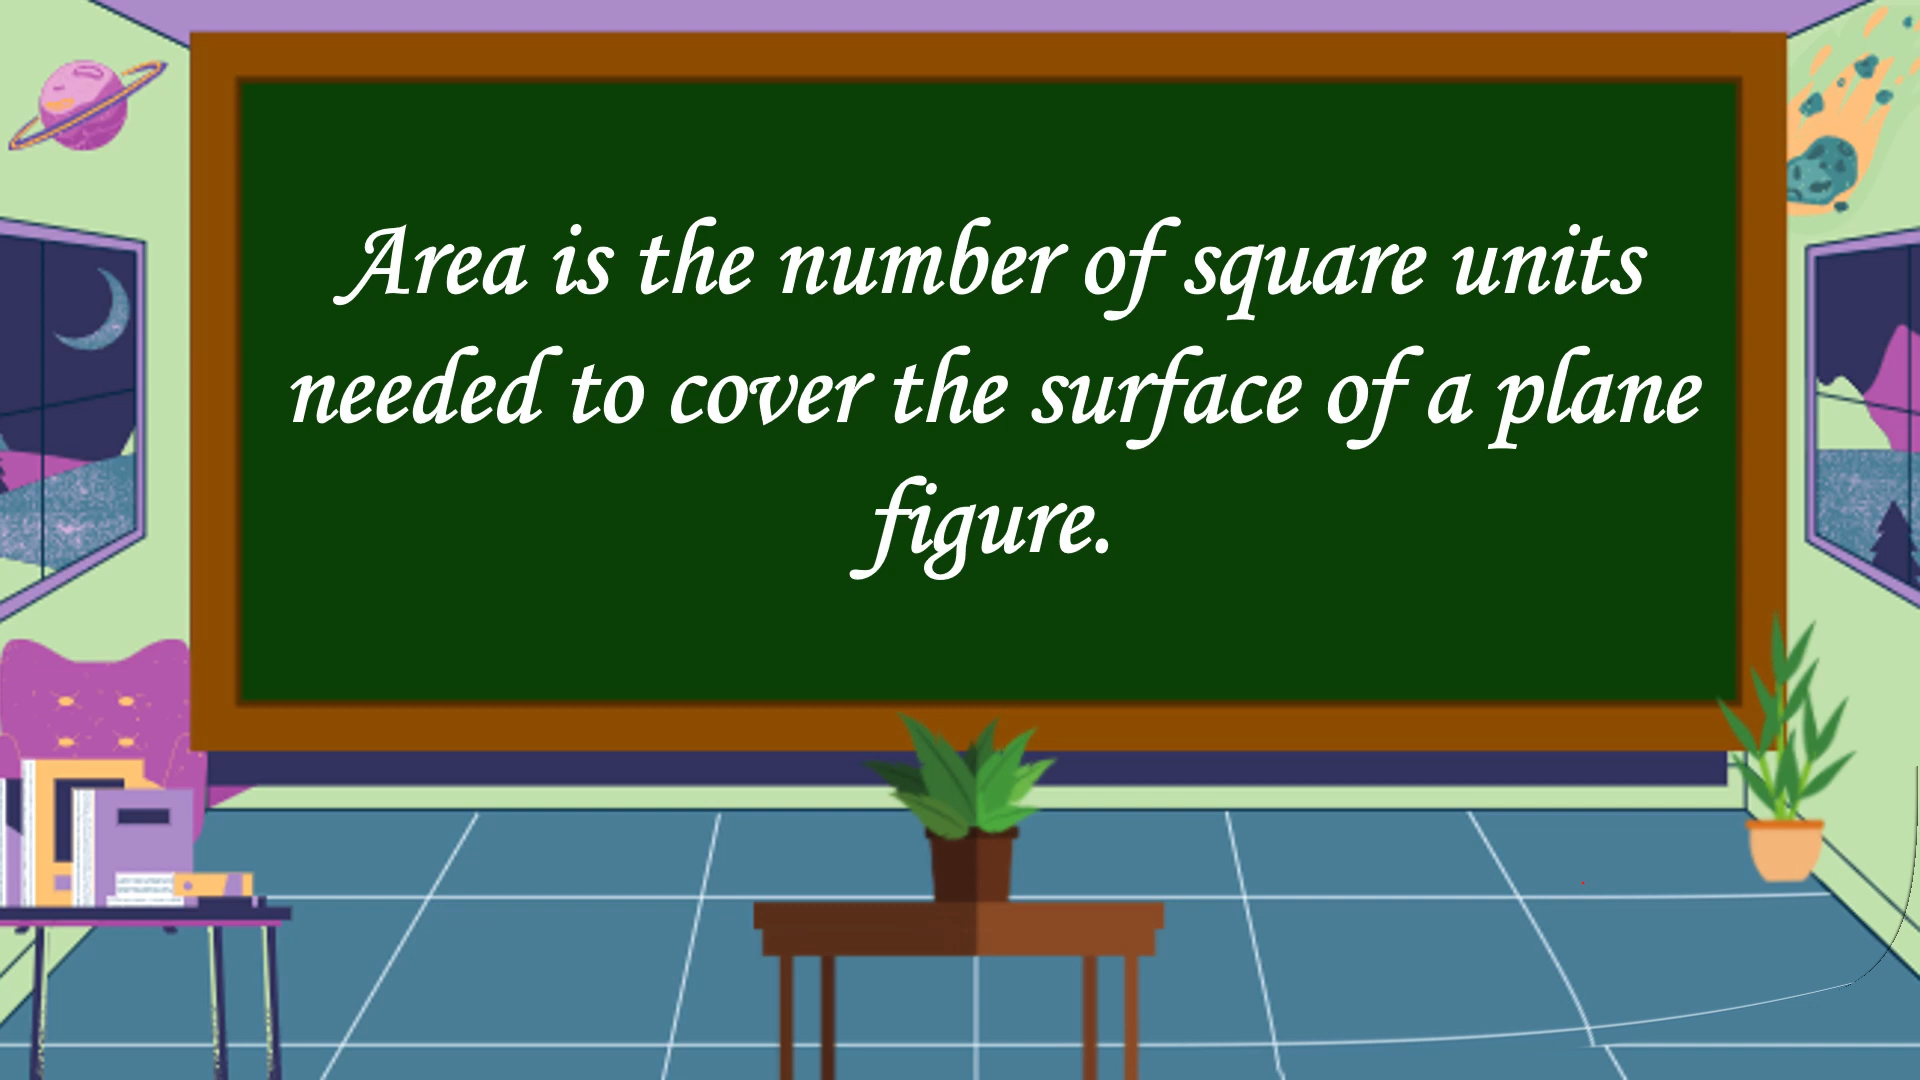 Area is the number of square units
needed to cover the surface of a plane
figure.